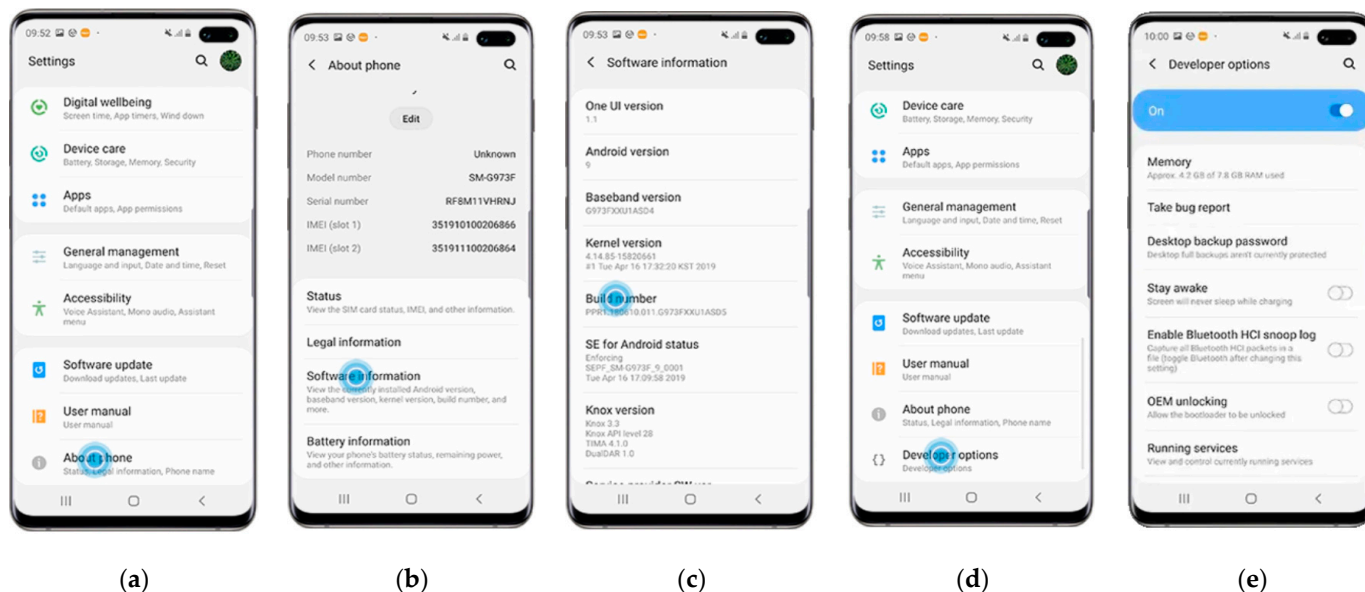 09:52
Settings
Digital wellbeing
Screen time, App timers, Wind down
Device care
Battery, Storage, Memory, Security
Apps
Default apps, App permissions
General management
Language and input, Date and time, Reset
Accessibility
Voice Assistant, Mono audio, Assistant
menu
Software update
Download updates, Last update
User manual
User manual
About phone
Status, Legal information, Phone name
(a)
09:53
About phone
Edit
Phone number Unknown
Model number SM-G973F
Serial number RF8M11VHRNJ
IMEI (slot 1) 351910100206866
IMEI (slot 2) 351911100206864
Status
View the SIM card status, IMEI, and other information.
Legal information
Software information
View the currently installed Android version,
baseband version, kernel version, build number, and
more.
Battery information
View your phone's battery status, remaining power,
and other information.
(b)
09:53
Software information
One UI version
1.1
Android version
9
Baseband version
G973FXXU1ASD4
Kernel version
4.14.85-15820661
#1 Tue Apr 16 17:32:20 KST 2019
Build number
PPR1.180610.011.G973FXXU1ASD5
SE for Android status
Enforcing
SEPF_SM-G973F_9_0001
Tue Apr 16 17:09:58 2019
Knox version
Knox 3.3
Knox API level 28
TIMA 4.1.0
DualDAR 1.0
Service provider SW ver.
(c)
09:58
Settings
Device care
Battery, Storage, Memory, Security
Apps
Default apps, App permissions
General management
Language and input, Date and time, Reset
Accessibility
Voice Assistant, Mono audio, Assistant
menu
Software update
Download updates, Last update
User manual
User manual
About phone
Status, Legal information, Phone name
Developer options
Developer options
(d)
10:00
Developer options
On
Memory
Approx. 4.2 GB of 7.8 GB RAM used
Take bug report
Desktop backup password
Desktop full backups aren't currently protected
Stay awake
Screen will never sleep while charging
Enable Bluetooth HCI snoop log
Capture all Bluetooth HCI packets in a
file (toggle Bluetooth after changing this
setting)
OEM unlocking
Allow the bootloader to be unlocked
Running services
View and control currently running services
(e)